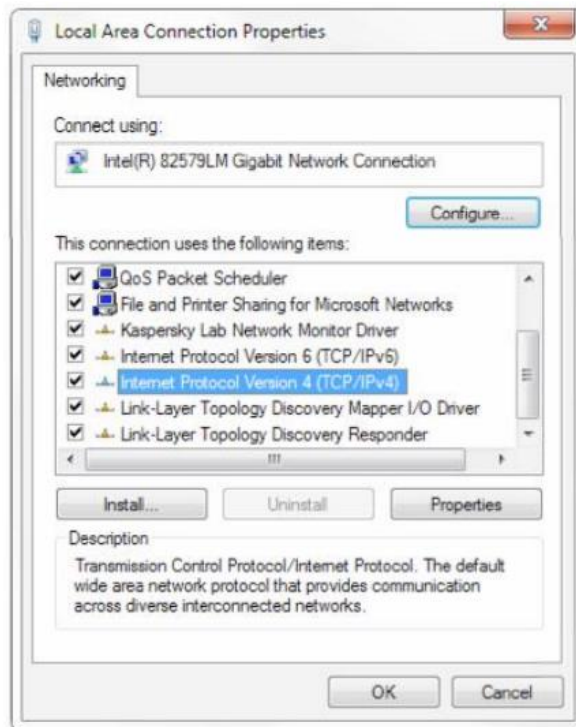 Local Area Connection Properties
Networking
Connect using:
Intel(R) 82579LM Gigabit Network Connection
Configure...
This connection uses the following items:
QoS Packet Scheduler
File and Printer Sharing for Microsoft Networks
Kaspersky Lab Network Monitor Driver
Internet Protocol Version 6 (TCP/IPv6)
Internet Protocol Version 4 (TCP/IPv4)
Link-Layer Topology Discovery Mapper I/O Driver
Link-Layer Topology Discovery Responder
Install...
Uninstall
Properties
Description
Transmission Control Protocol/Internet Protocol. The default
wide area network protocol that provides communication
across diverse interconnected networks.
OK
Cancel